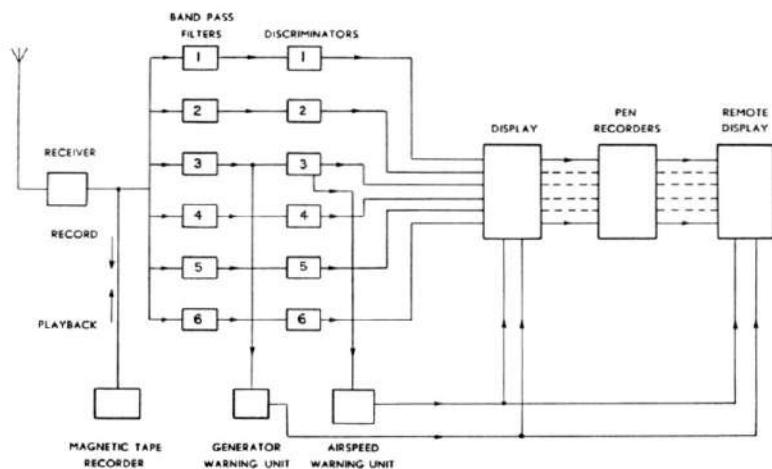 BAND PASS
FILTERS
DISCRIMINATORS
1
1
2
2
DISPLAY
PEN
RECORDERS
REMOTE
DISPLAY
RECEIVER
3
3
4
4
RECORD
5
5
PLAYBACK
6
6
MAGNETIC TAPE
RECORDER
GENERATOR
WARNING UNIT
AIRSPEED
WARNING UNIT